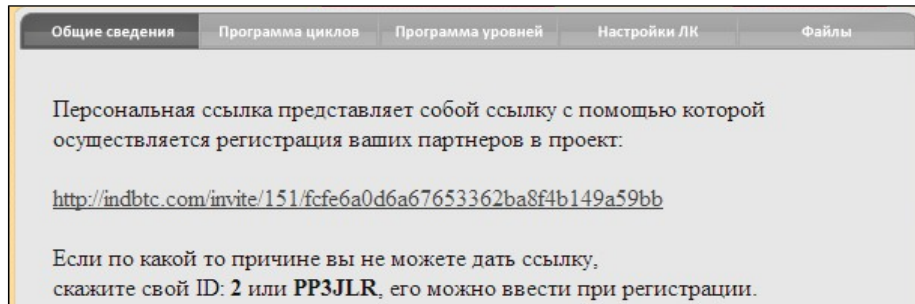 Общие сведения Программа циклов Программа уровней Настройки ЛК Файлы
Персональная ссылка представляет собой ссылку с помощью которой
осуществляется регистрация ваших партнеров в проект:
http://indbtc.com/invite/151/fcfe6a0d6a67653362ba8f4b149a59bb
Если по какой то причине вы не можете дать ссылку,
скажите свой ID: 2 или PP3JLR, его можно ввести при регистрации.